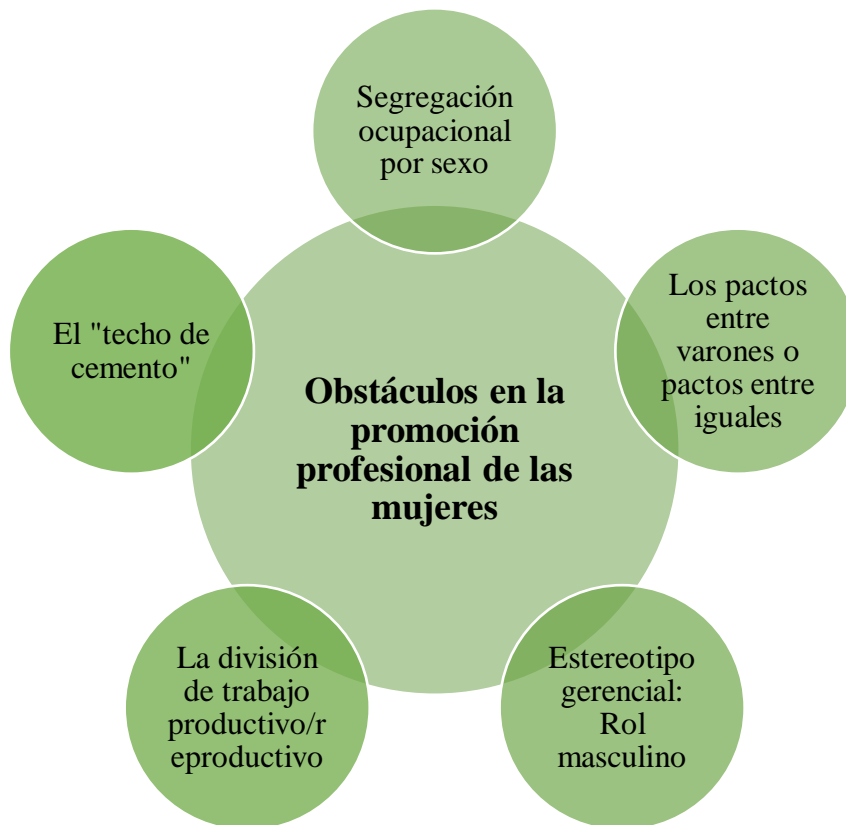 Segregación
ocupacional
por sexo
Los pactos
entre
varones o
pactos entre
iguales
El "techo de
cemento"
Obstáculos en la
promoción
profesional de las
mujeres
La división
de trabajo
productivo/r
eproductivo
Estereotipo
gerencial:
Rol
masculino